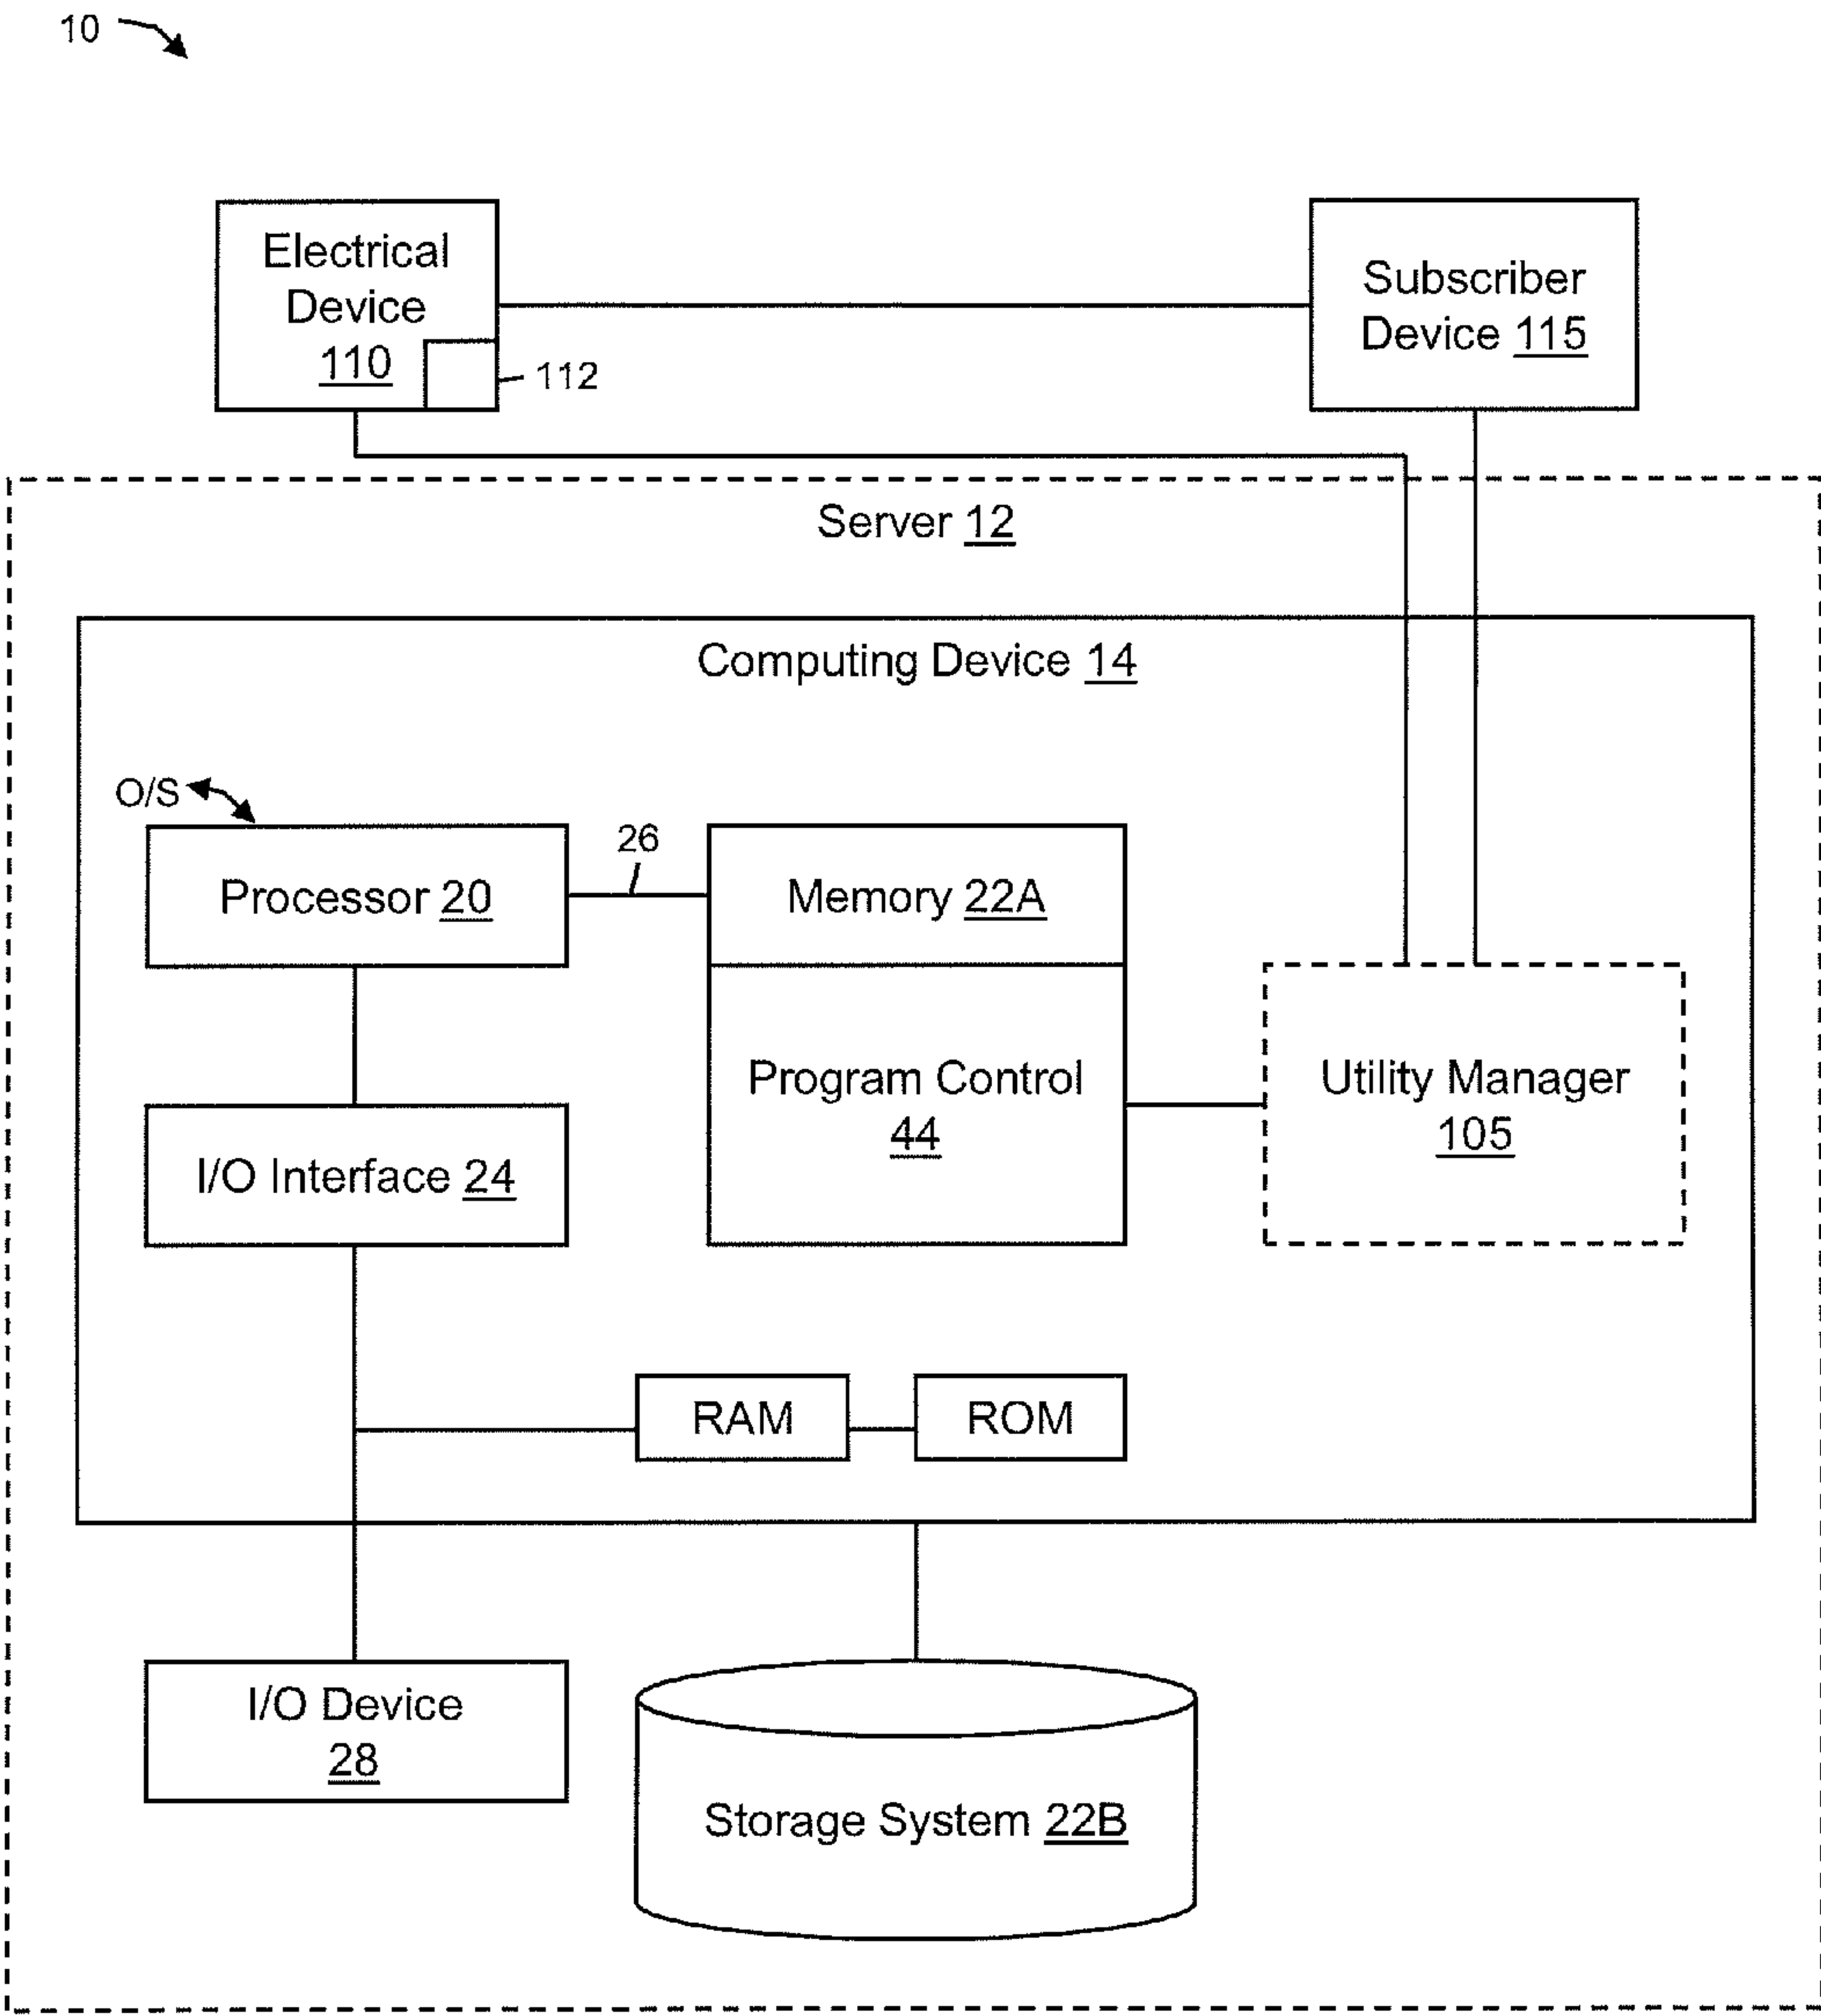 10
Electrical
Device
110
112
Subscriber
Device 115
Server 12
Computing Device 14
O/S
26
Processor 20
Memory 22A
Program Control
44
Utility Manager
105
I/O Interface 24
RAM
ROM
I/O Device
28
Storage System 22B